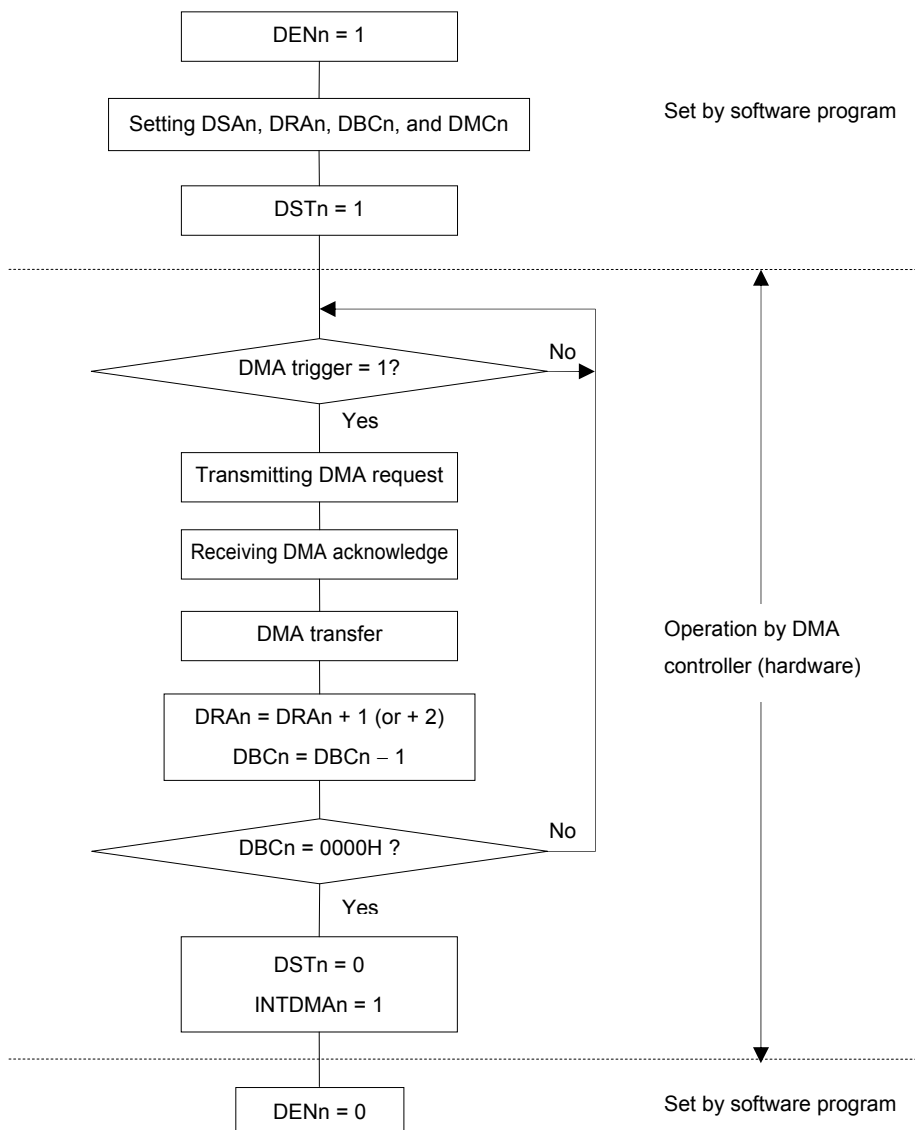 DENn = 1
Setting DSAn, DRAn, DBCn, and DMCn
Set by software program
DSTn = 1
DMA trigger = 1?
No
Yes
Transmitting DMA request
Receiving DMA acknowledge
DMA transfer
Operation by DMA
controller (hardware)
DRAn = DRAn + 1 (or + 2)
DBCn = DBCn − 1
DBCn = 0000H ?
No
Yes
DSTn = 0
INTDMAn = 1
DENn = 0
Set by software program